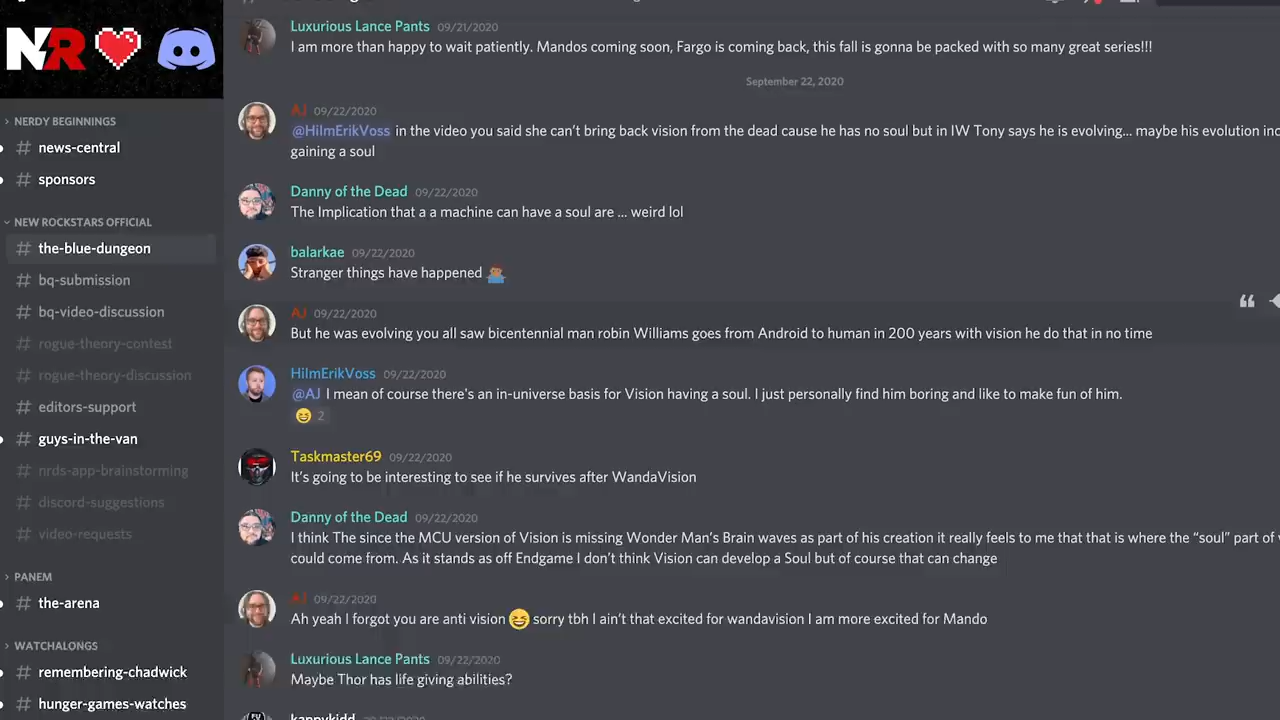 NR
NERDY BEGINNINGS
# news-central
# sponsors
NEW ROCKSTARS OFFICIAL
# the-blue-dungeon
# bq-submission
# bq-video-discussion
# rogue-theory-contest
# rogue-theory-discussion
# editors-support
# guys-in-the-van
# nrds-app-brainstorming
# discord-suggestions
# video-requests
PANEM
# the-arena
WATCHALONGS
# remembering-chadwick
# hunger-games-watches
Luxurious Lance Pants 09/21/2020
I am more than happy to wait patiently. Mandos coming soon, Fargo is coming back, this fall is gonna be packed with so many great series!!!
September 22, 2020
AJ 09/22/2020
@HiImErikVoss in the video you said she can't bring back vision from the dead cause he has no soul but in IW Tony says he is evolving... maybe his evolution inc
gaining a soul
Danny of the Dead 09/22/2020
The Implication that a a machine can have a soul are ... weird lol
balarkae 09/22/2020
Stranger things have happened
AJ 09/22/2020
But he was evolving you all saw bicentennial man robin Williams goes from Android to human in 200 years with vision he do that in no time
HiImErikVoss 09/22/2020
@AJ I mean of course there's an in-universe basis for Vision having a soul. I just personally find him boring and like to make fun of him.
2
Taskmaster69 09/22/2020
It's going to be interesting to see if he survives after WandaVision
Danny of the Dead 09/22/2020
I think The since the MCU version of Vision is missing Wonder Man's Brain waves as part of his creation it really feels to me that that is where the "soul" part of
could come from. As it stands as off Endgame I don't think Vision can develop a Soul but of course that can change
AJ 09/22/2020
Ah yeah I forgot you are anti vision 😆 sorry tbh I ain't that excited for wandavision I am more excited for Mando
Luxurious Lance Pants 09/22/2020
Maybe Thor has life giving abilities?
kappykidd